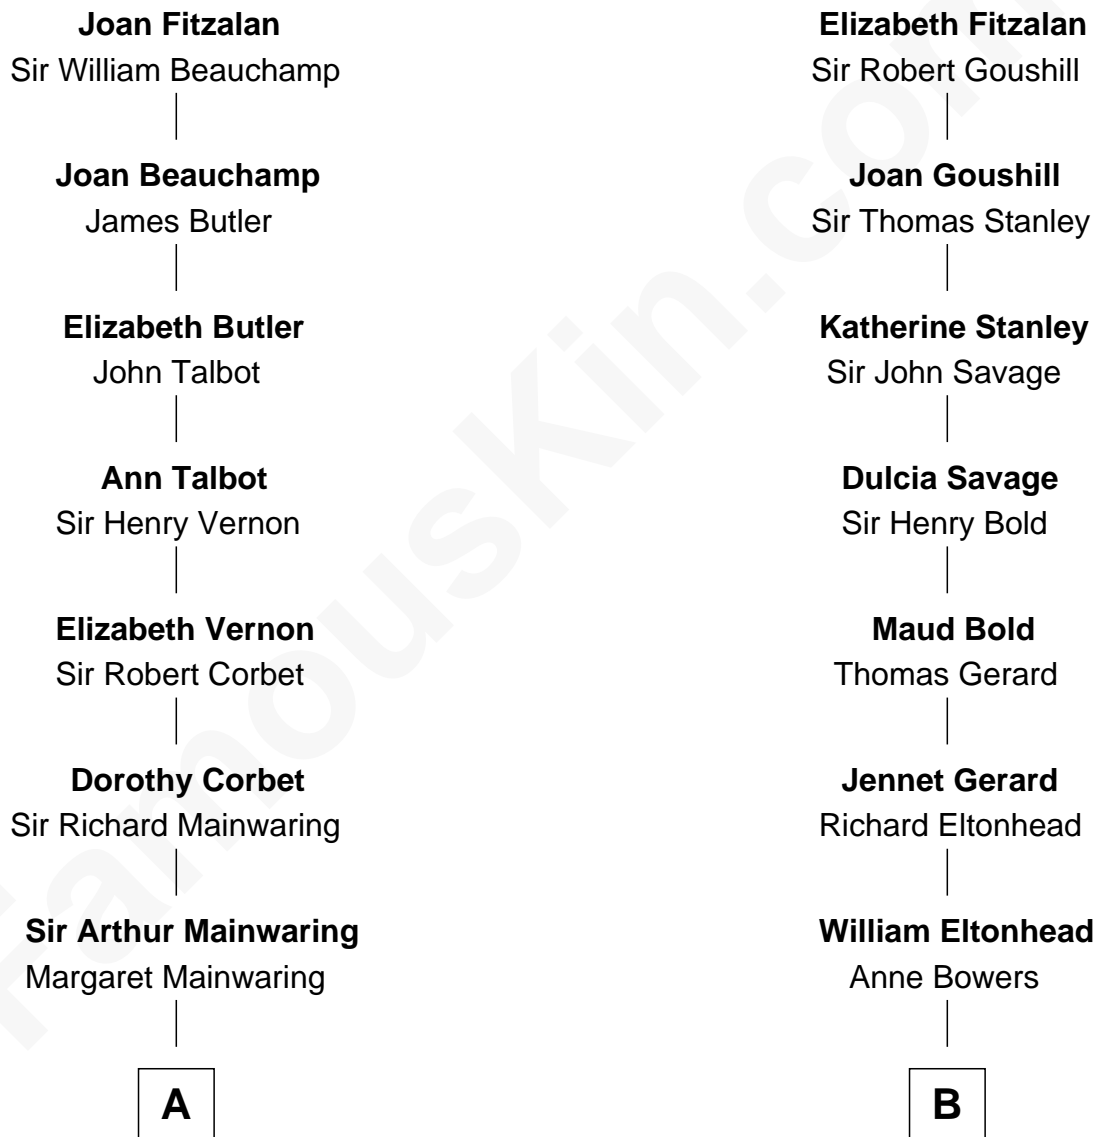 Joan Fitzalan
Sir William Beauchamp
Joan Beauchamp
James Butler
Elizabeth Butler
John Talbot
Ann Talbot
Sir Henry Vernon
Elizabeth Vernon
Sir Robert Corbet
Dorothy Corbet
Sir Richard Mainwaring
Sir Arthur Mainwaring
Margaret Mainwaring
A
Elizabeth Fitzalan
Sir Robert Goushill
Joan Goushill
Sir Thomas Stanley
Katherine Stanley
Sir John Savage
Dulcia Savage
Sir Henry Bold
Maud Bold
Thomas Gerard
Jennet Gerard
Richard Eltonhead
William Eltonhead
Anne Bowers
B
FamousKin.com